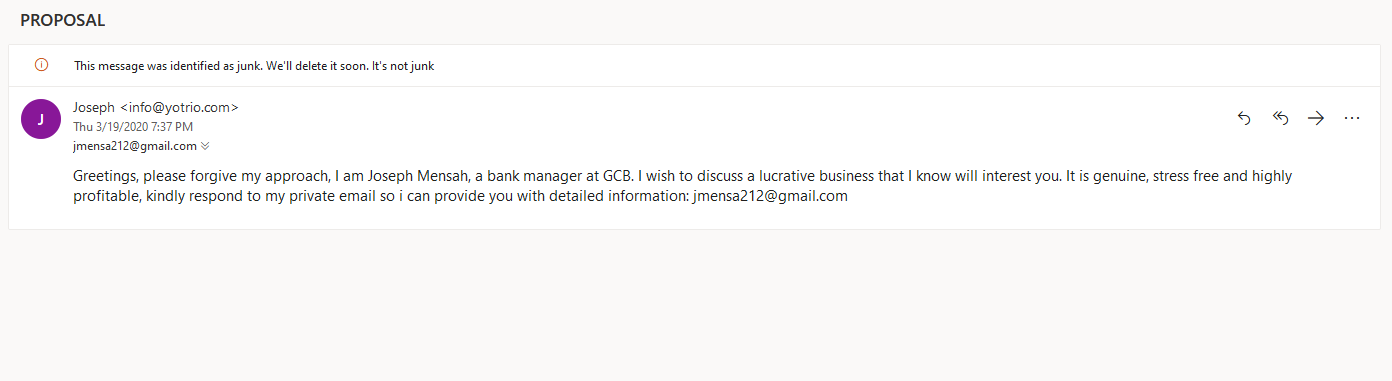 PROPOSAL
This message was identified as junk. We'll delete it soon. It's not junk
J
Joseph <info@yotrio.com>
Thu 3/19/2020 7:37 PM
jmensa212@gmail.com
Greetings, please forgive my approach, I am Joseph Mensah, a bank manager at GCB. I wish to discuss a lucrative business that I know will interest you. It is genuine, stress free and highly
profitable, kindly respond to my private email so i can provide you with detailed information: jmensa212@gmail.com